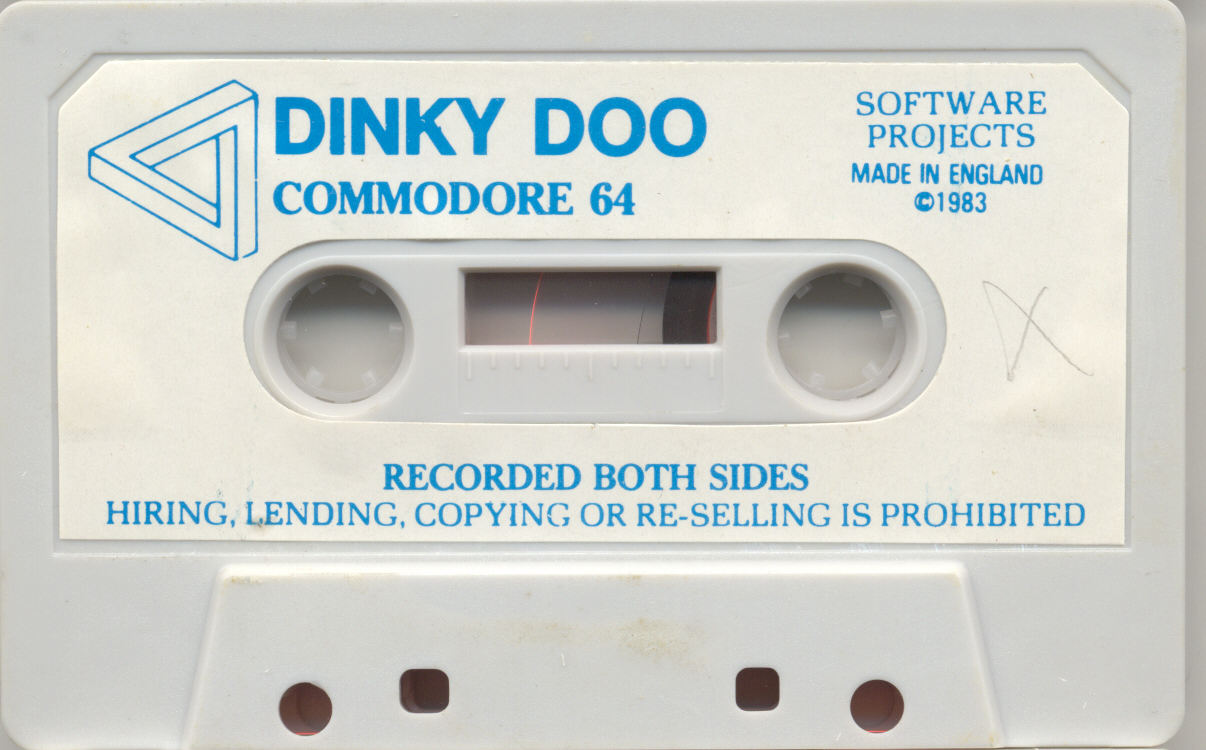 DINKY DOO
COMMODORE 64
SOFTWARE
PROJECTS
MADE IN ENGLAND
©1983
RECORDED BOTH SIDES
HIRING, LENDING, COPYING OR RE-SELLING IS PROHIBITED